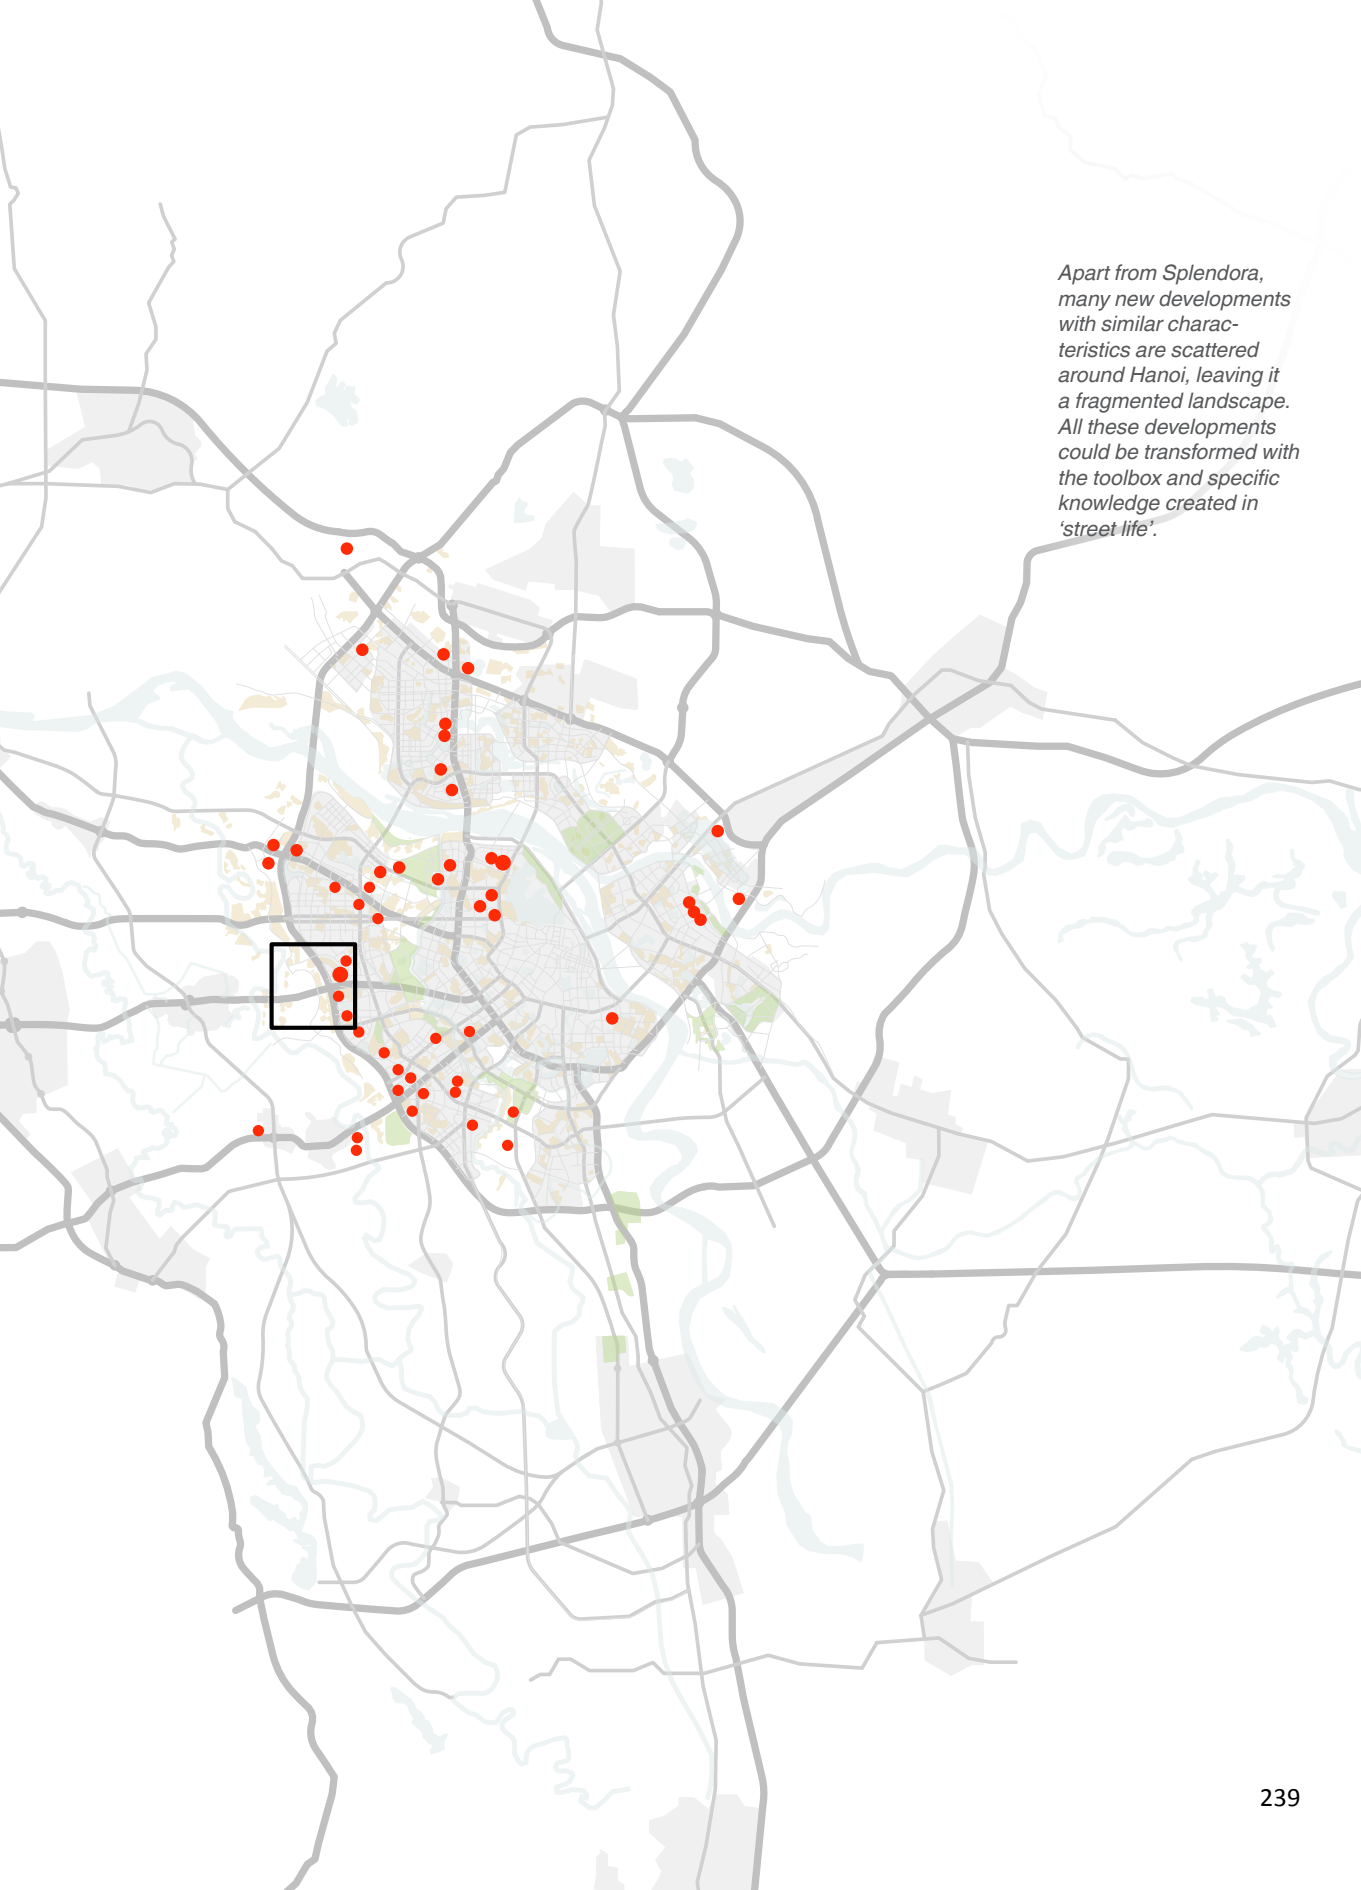 Apart from Splendora,
many new developments
with similar charac-
teristics are scattered
around Hanoi, leaving it
a fragmented landscape.
All these developments
could be transformed with
the toolbox and specific
knowledge created in
‘street life’.
239